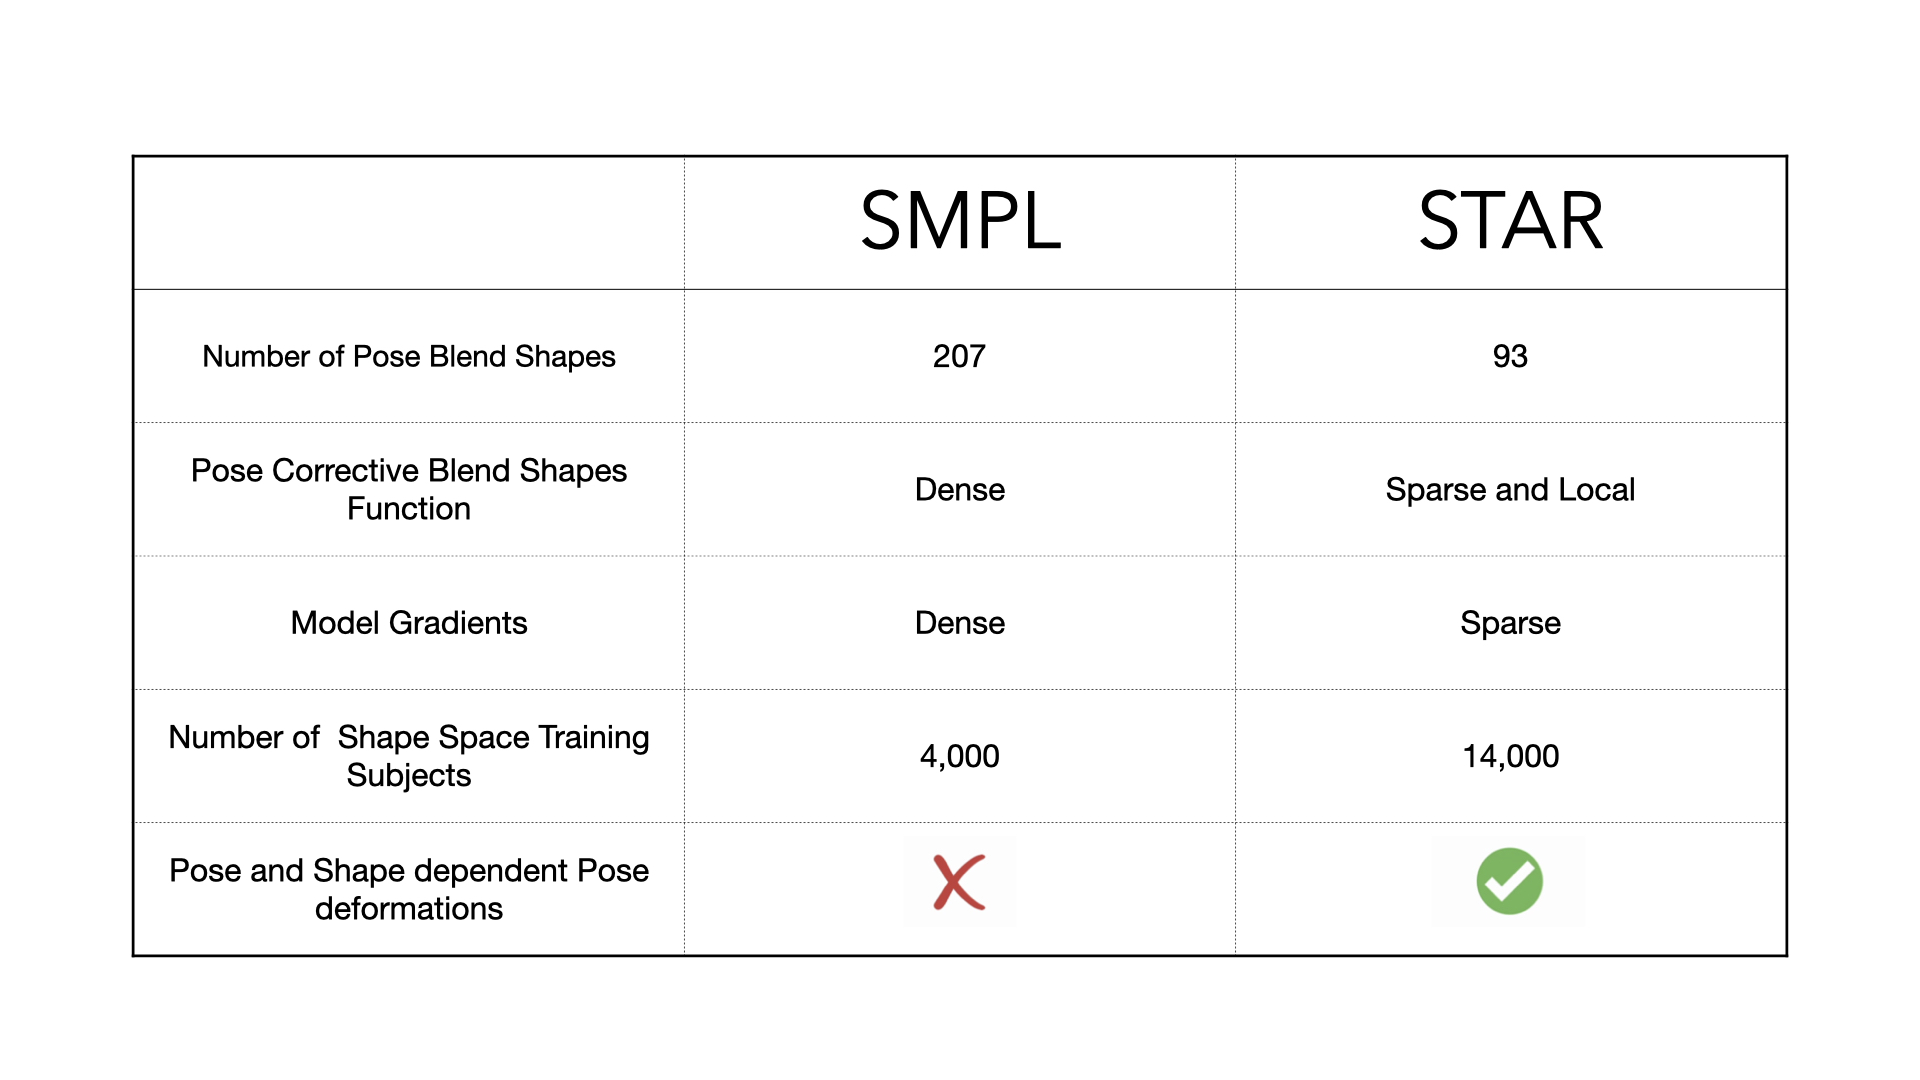 SMPL STAR
Number of Pose Blend Shapes 207 93
Pose Corrective Blend Shapes
Function Dense Sparse and Local
Model Gradients Dense Sparse
Number of  Shape Space Training
Subjects 4,000 14,000
Pose and Shape dependent Pose
deformations